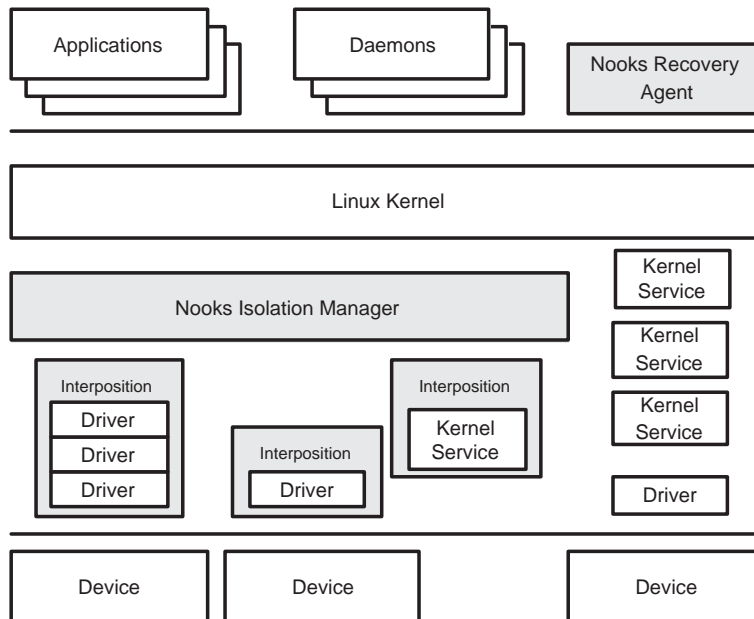 Applications
Daemons
Nooks Recovery
Agent
Linux Kernel
Nooks Isolation Manager
Kernel
Service
Kernel
Service
Kernel
Service
Driver
Interposition
Driver
Driver
Driver
Interposition
Driver
Interposition
Kernel
Service
Device
Device
Device